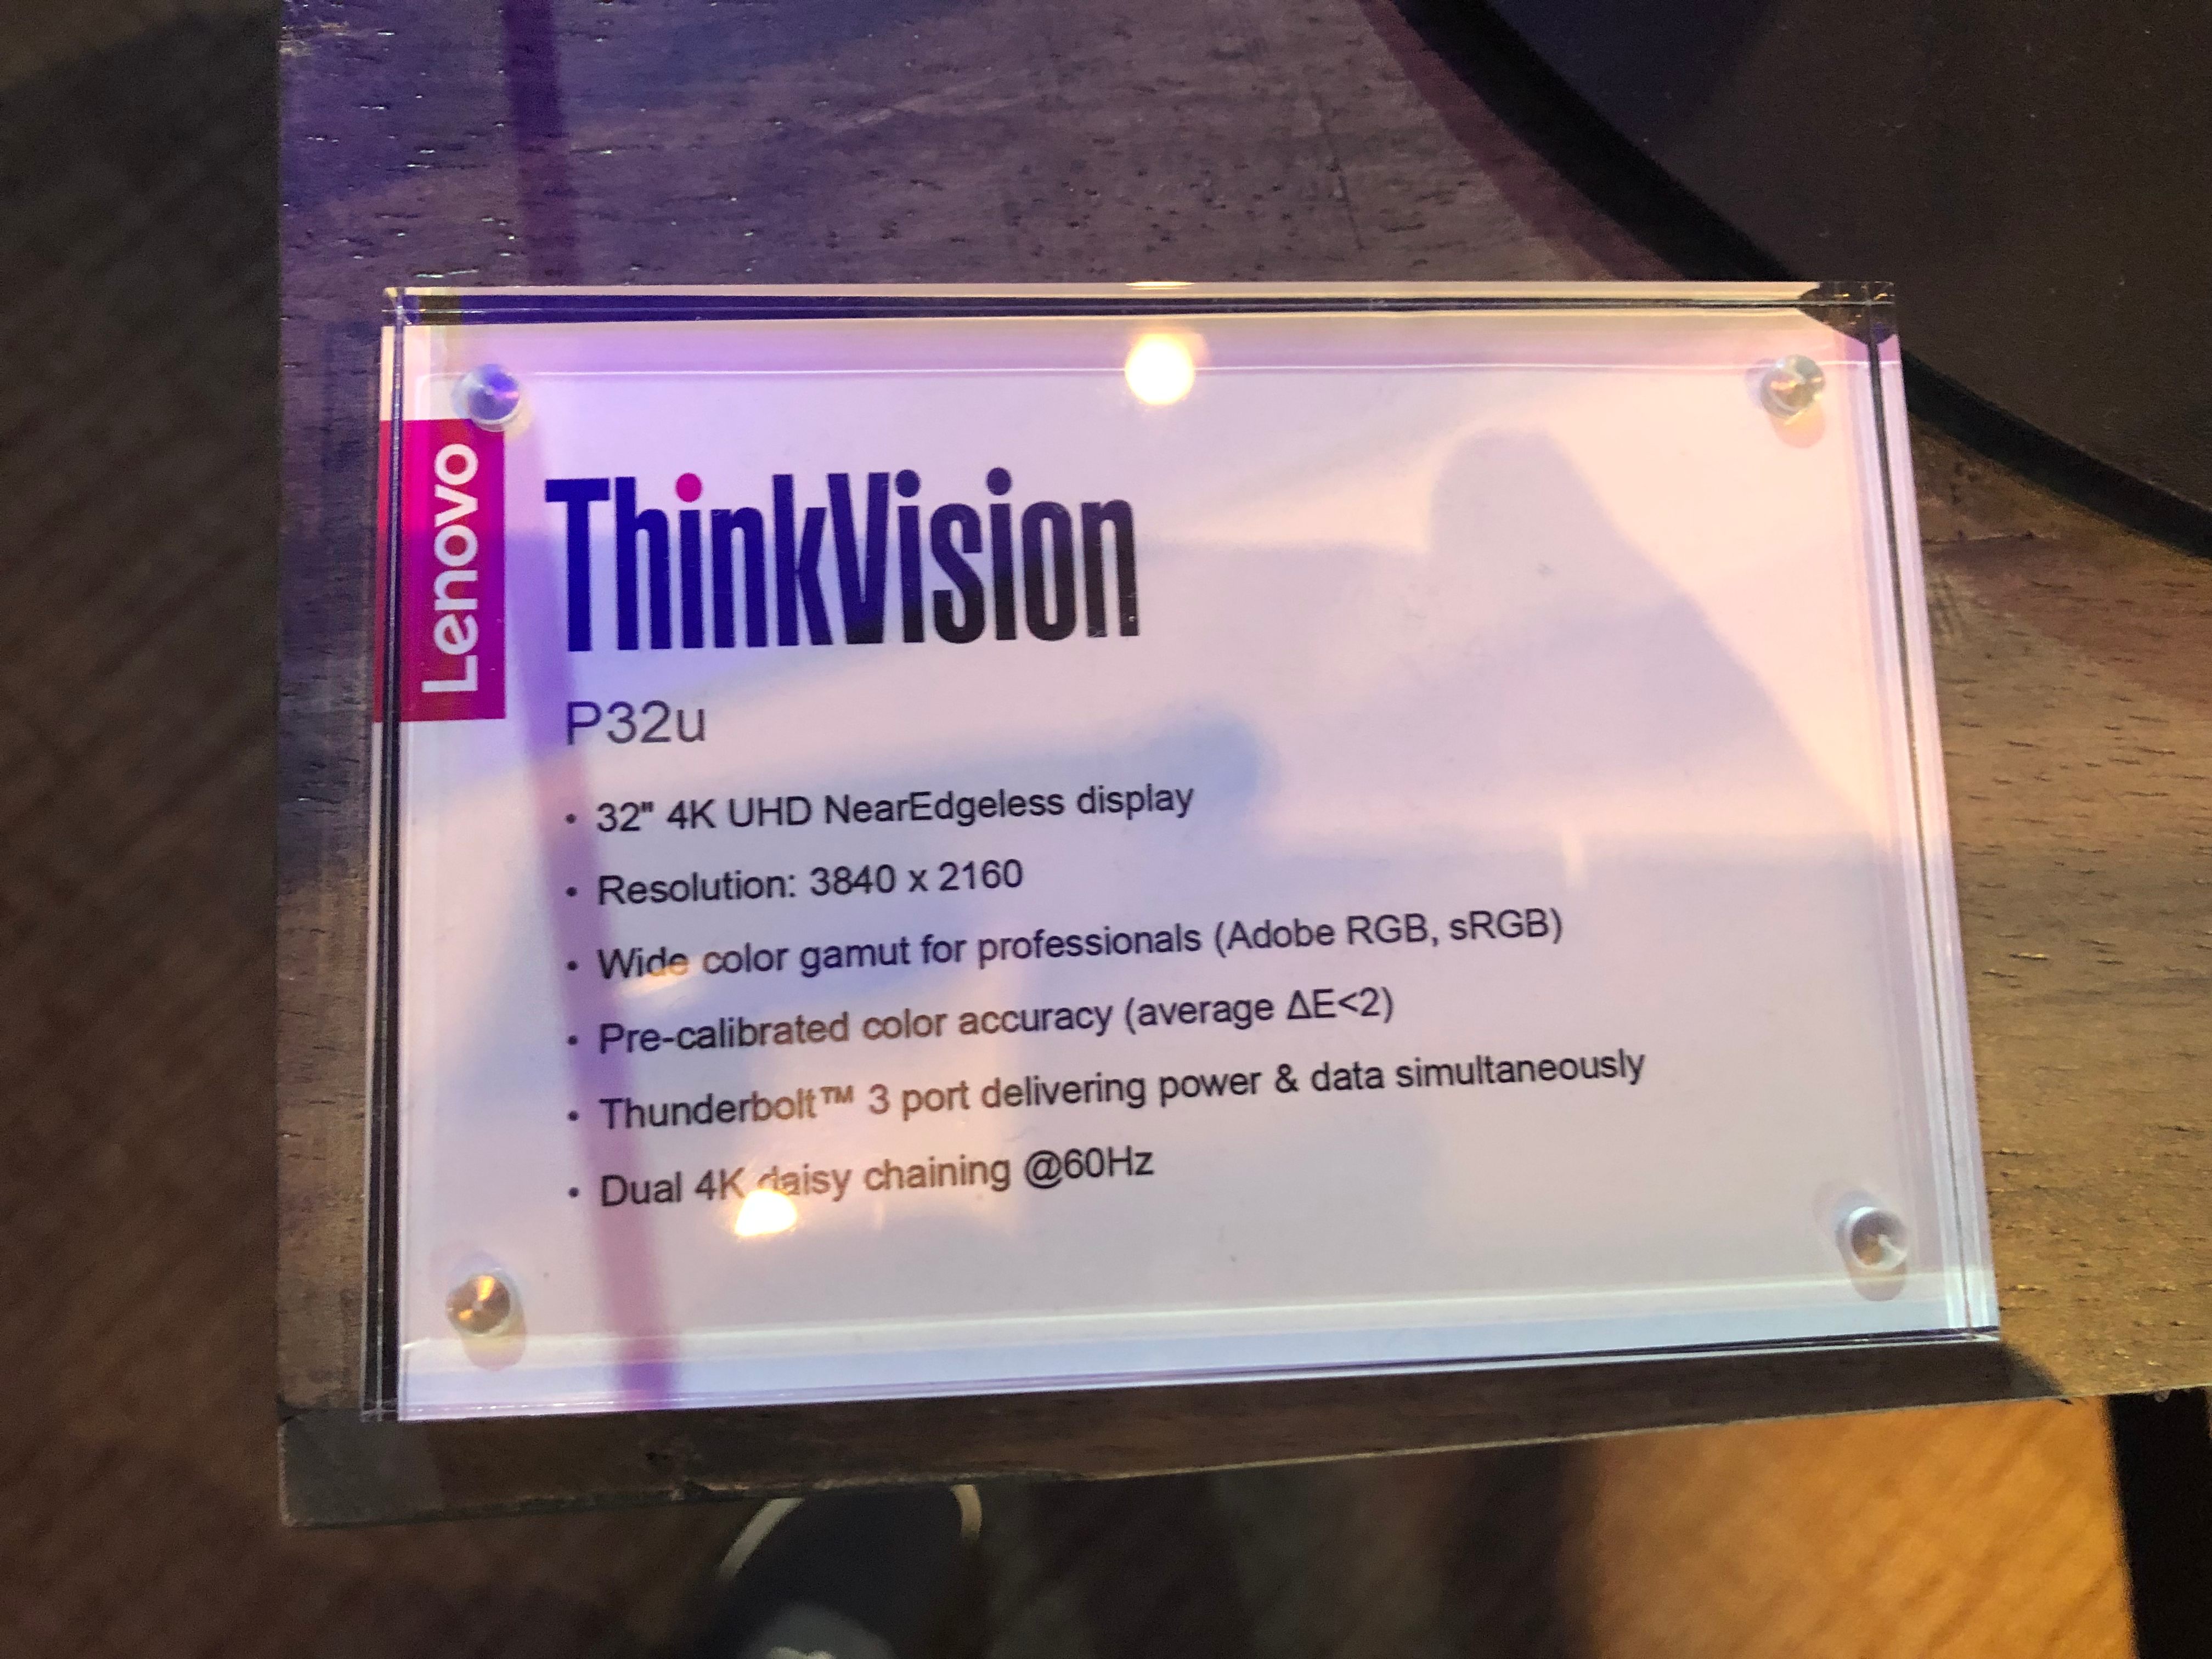 Lenovo
ThinkVision
P32u
• 32" 4K UHD NearEdgeless display
• Resolution: 3840 x 2160
• Wide color gamut for professionals (Adobe RGB, sRGB)
• Pre-calibrated color accuracy (average ΔE<2)
• Thunderbolt™ 3 port delivering power & data simultaneously
• Dual 4K daisy chaining @60Hz